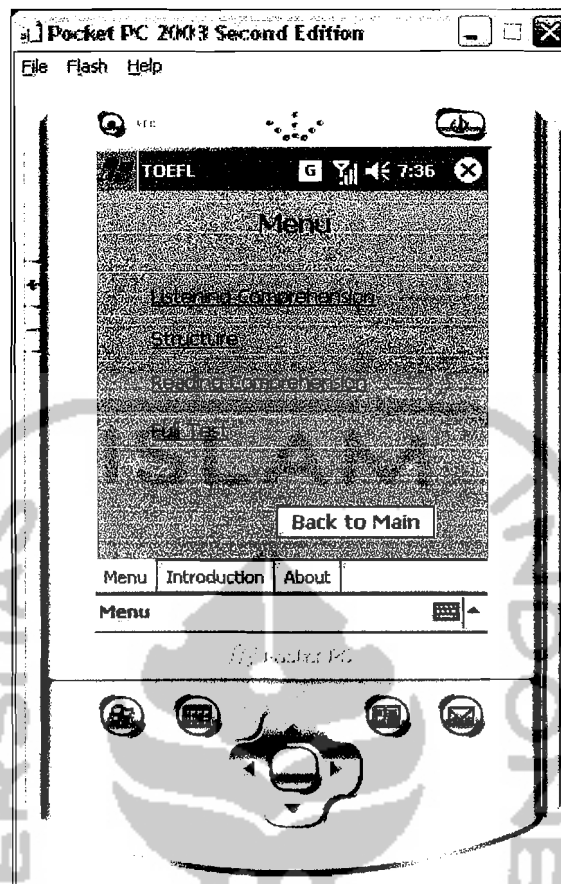 Pocket PC 2003 Second Edition
File Flash Help
TOEFL G 7:36
Menu
Listening Comprehension
Structure
Reading Comprehension
Full Test
ISLAM
Back to Main
Menu Introduction About
Menu
Pocket PC